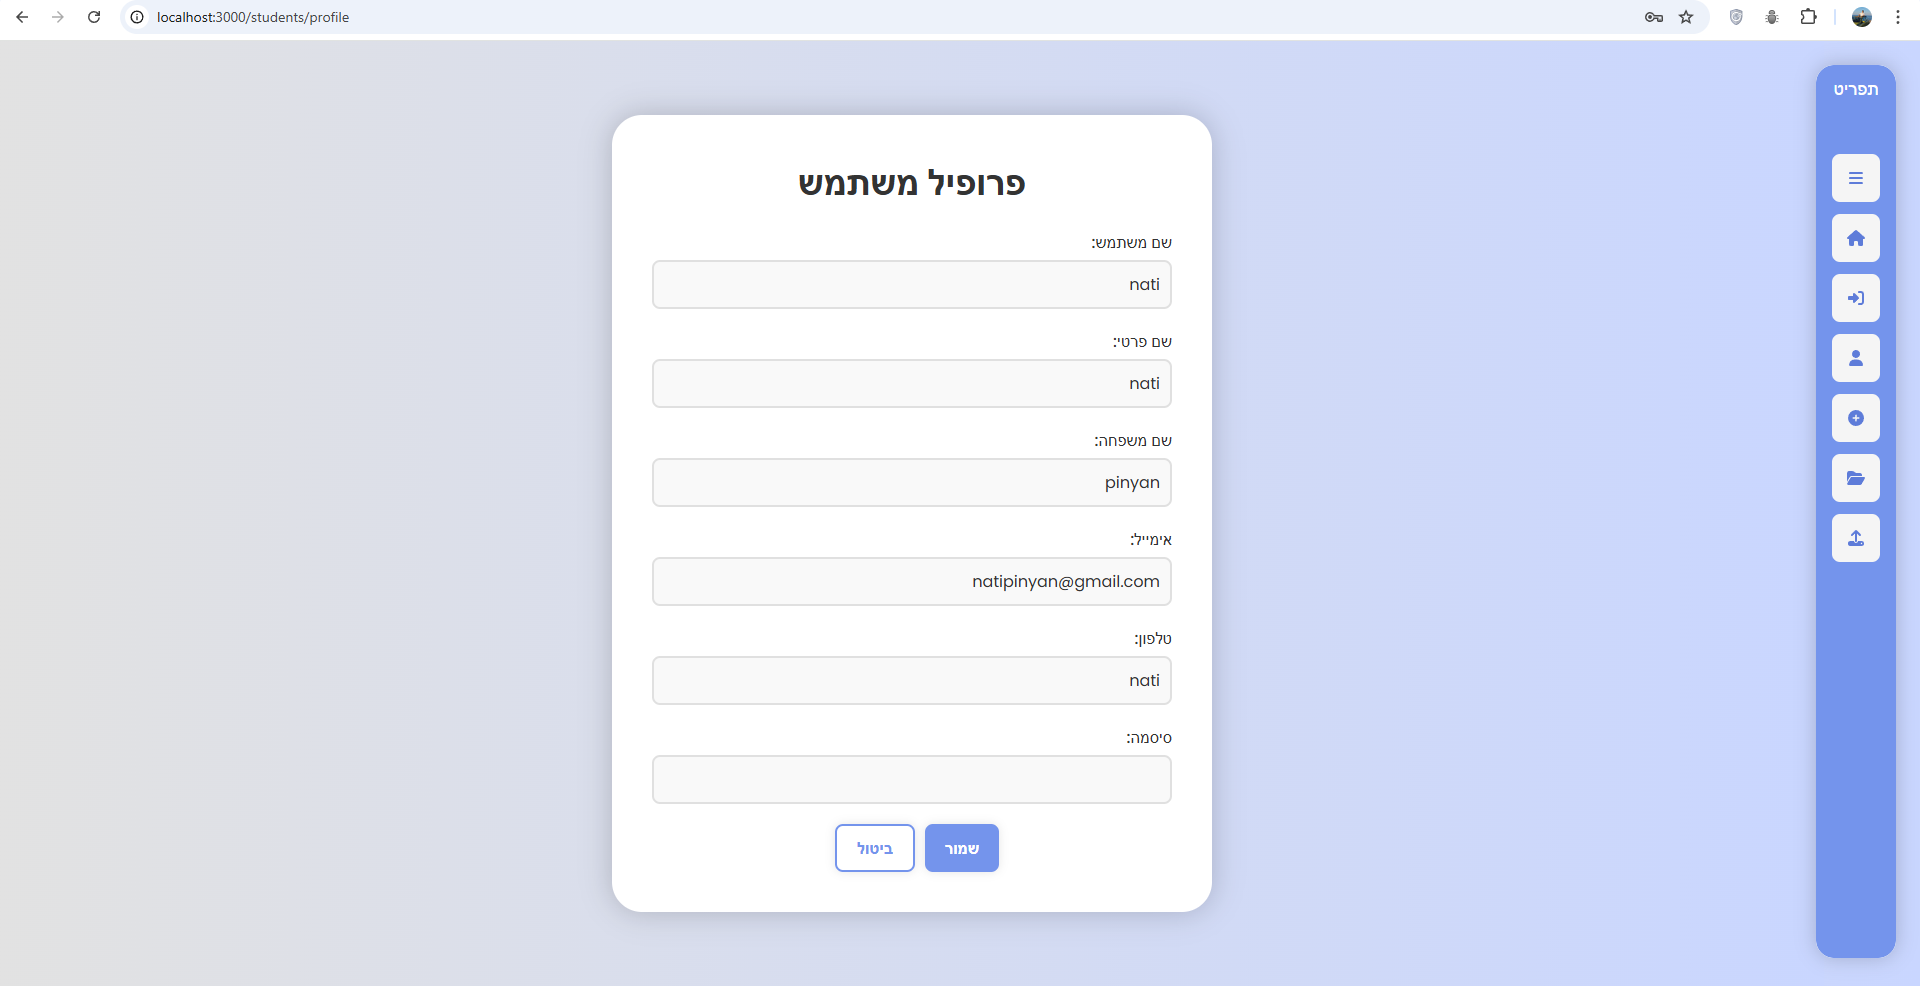 localhost:3000/students/profile
תפריט
פרופיל משתמש
שם משתמש:
nati
שם פרטי:
nati
שם משפחה:
pinyan
אימייל:
natipinyan@gmail.com
טלפון:
nati
סיסמה:
שמור
ביטול